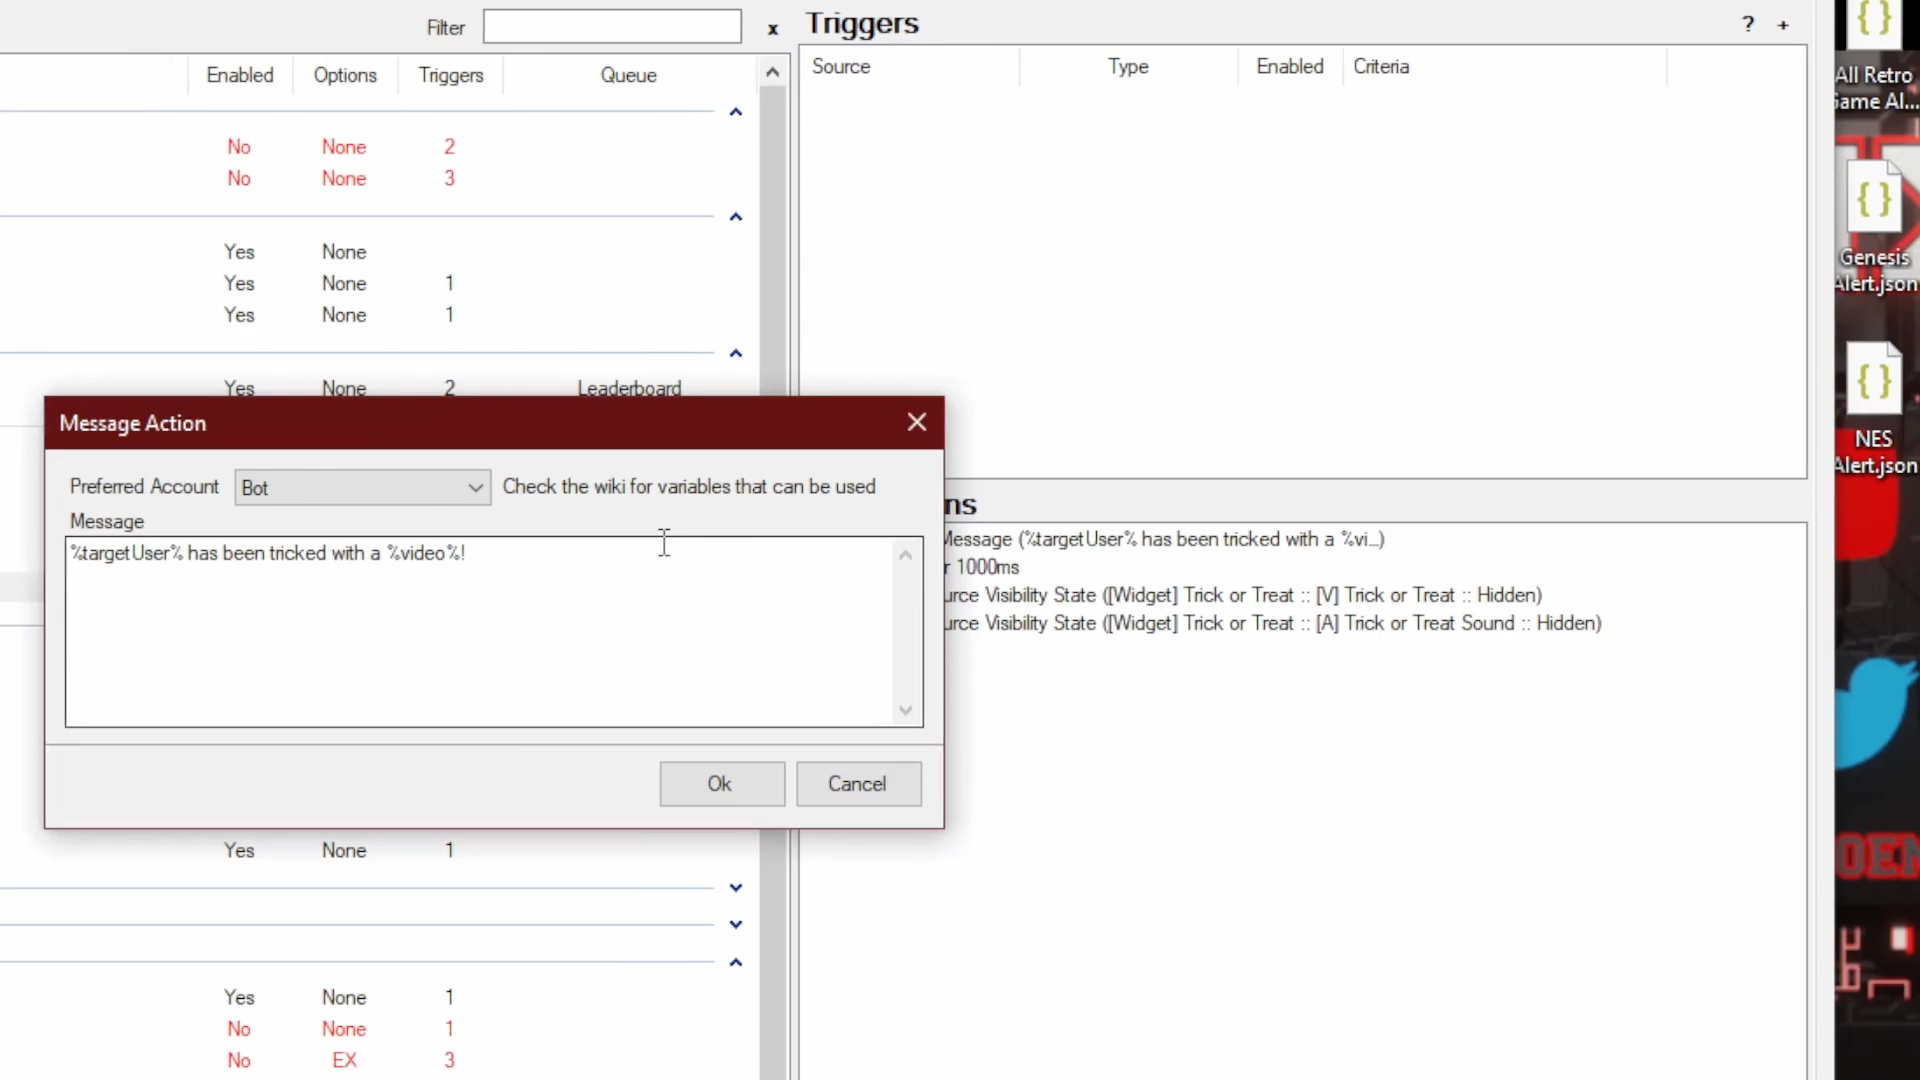 Filter
x
Triggers
?
+
Enabled
Options
Triggers
Queue
Source
Type
Enabled
Criteria
No None 2
No None 3
Yes None
Yes None 1
Yes None 1
Yes None 2 Leaderboard
Message Action
Preferred Account
Bot
Check the wiki for variables that can be used
Message
%targetUser% has been tricked with a %video%!
Ok
Cancel
ns
Message (%targetUser% has been tricked with a %vi...)
r 1000ms
urce Visibility State ([Widget] Trick or Treat :: [V] Trick or Treat :: Hidden)
urce Visibility State ([Widget] Trick or Treat :: [A] Trick or Treat Sound :: Hidden)
Yes None 1
Yes None 1
No None 1
No EX 3
{ }
All Retro
Game Al...
{ }
Genesis
Alert.json
{ }
NES
Alert.json